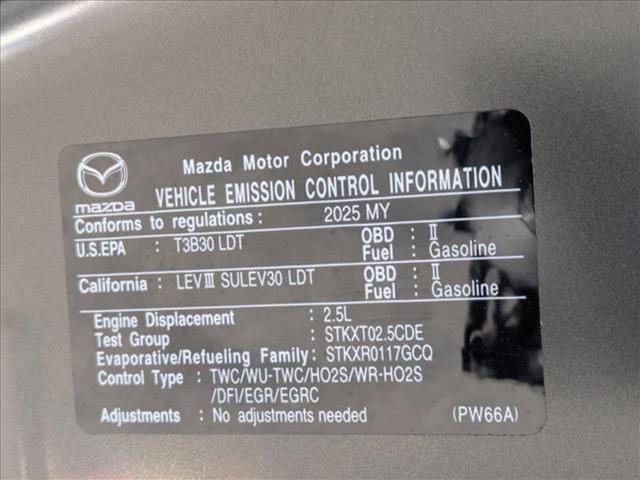 Mazda Motor Corporation
mazda
VEHICLE EMISSION CONTROL INFORMATION
Conforms to regulations : 2025 MY
U.S.EPA : T3B30 LDT OBD : II
Fuel : Gasoline
California : LEVIII SULEV30 LDT OBD : II
Fuel : Gasoline
Engine Displacement : 2.5L
Test Group : STKXT02.5CDE
Evaporative/Refueling Family: STKXR0117GCQ
Control Type : TWC/WU-TWC/HO2S/WR-HO2S
/DFI/EGR/EGRC
Adjustments : No adjustments needed (PW66A)